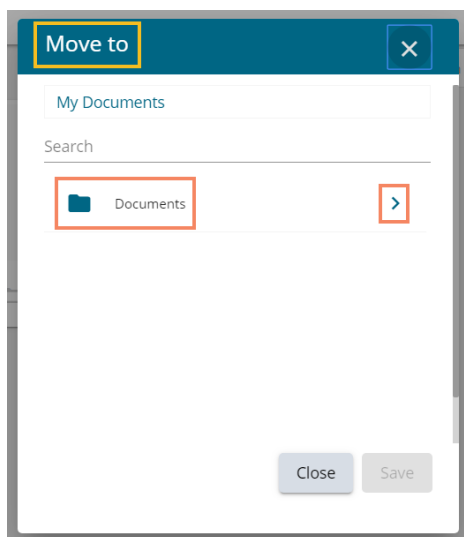 Move to
My Documents
Search
Documents
Close
Save